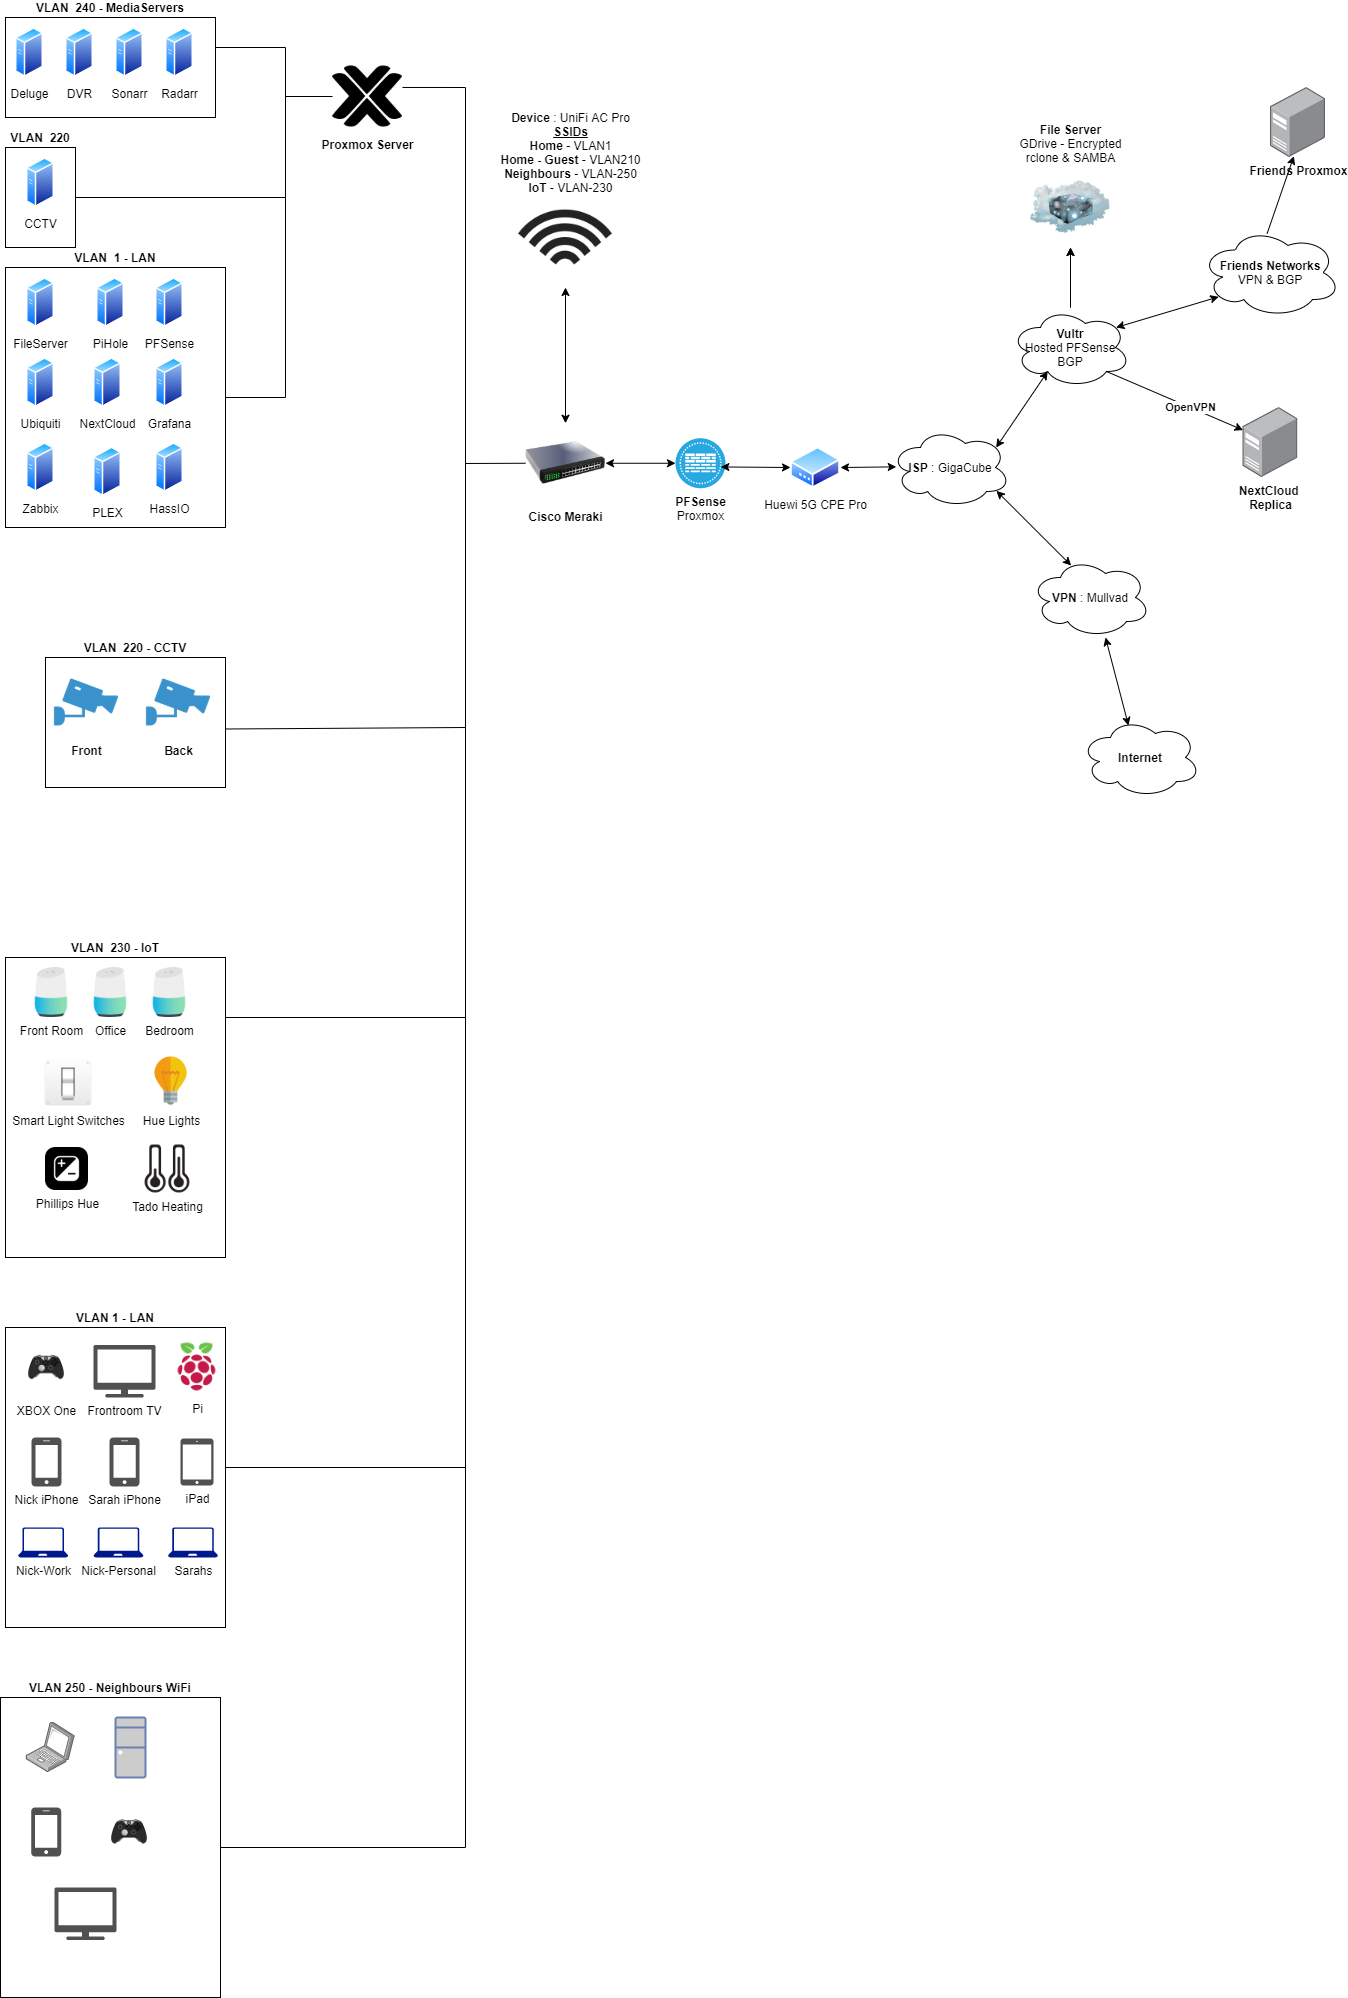 VLAN 240 - MediaServers
Deluge
DVR
Sonarr
Radarr
VLAN 220
CCTV
VLAN 1 - LAN
FileServer
PiHole
PFSense
Ubiquiti
NextCloud
Grafana
Zabbix
PLEX
HassIO
Proxmox Server
Device : UniFi AC Pro
SSIDs
Home - VLAN1
Home - Guest - VLAN210
Neighbours - VLAN-250
IoT - VLAN-230
Cisco Meraki
PFSense
Proxmox
Huewi 5G CPE Pro
ISP : GigaCube
File Server
GDrive - Encrypted
rclone & SAMBA
Vultr
Hosted PFSense
BGP
Friends Proxmox
Friends Networks
VPN & BGP
OpenVPN
NextCloud
Replica
VPN : Mullvad
Internet
VLAN 220 - CCTV
Front
Back
VLAN 230 - IoT
Front Room
Office
Bedroom
Smart Light Switches
Hue Lights
Phillips Hue
Tado Heating
VLAN 1 - LAN
XBOX One
Frontroom TV
Pi
Nick iPhone
Sarah iPhone
iPad
Nick-Work
Nick-Personal
Sarahs
VLAN 250 - Neighbours WiFi